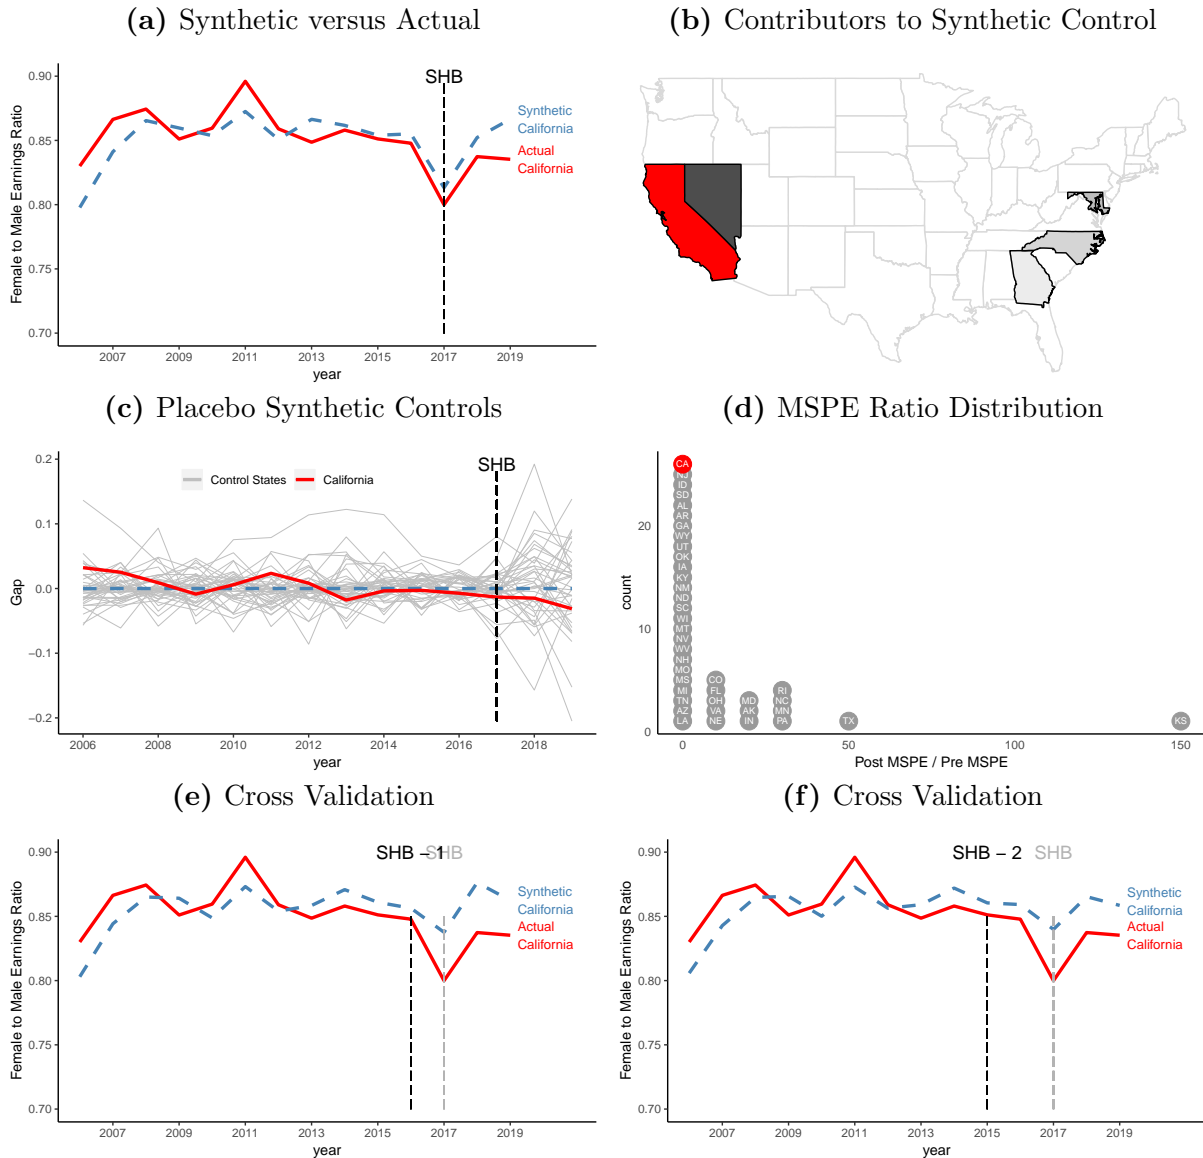 (a) Synthetic versus Actual
Female to Male Earnings Ratio
0.90
0.85
0.80
0.75
0.70
SHB
Synthetic
California
Actual
California
2007 2009 2011 2013 2015 2017 2019
year
(b) Contributors to Synthetic Control
(c) Placebo Synthetic Controls
Gap
0.2
0.1
0.0
−0.1
−0.2
Control States California
SHB
2006 2008 2010 2012 2014 2016 2018
year
(d) MSPE Ratio Distribution
count
20
10
0
CA
NJ
ID
SD
AL
AR
GA
WY
UT
OK
IA
KY
NM
ND
SC
WI
MT
NV
WV
NH
MO
MS
MI
TN
AZ
LA
CO
FL
OH
VA
NE
MD
AK
IN
RI
NC
MN
PA
TX
KS
0 50 100 150
Post MSPE / Pre MSPE
(e) Cross Validation
Female to Male Earnings Ratio
0.90
0.85
0.80
0.75
0.70
SHB − 1
SHB
Synthetic
California
Actual
California
2007 2009 2011 2013 2015 2017 2019
year
(f) Cross Validation
Female to Male Earnings Ratio
0.90
0.85
0.80
0.75
0.70
SHB − 2 SHB
Synthetic
California
Actual
California
2007 2009 2011 2013 2015 2017 2019
year